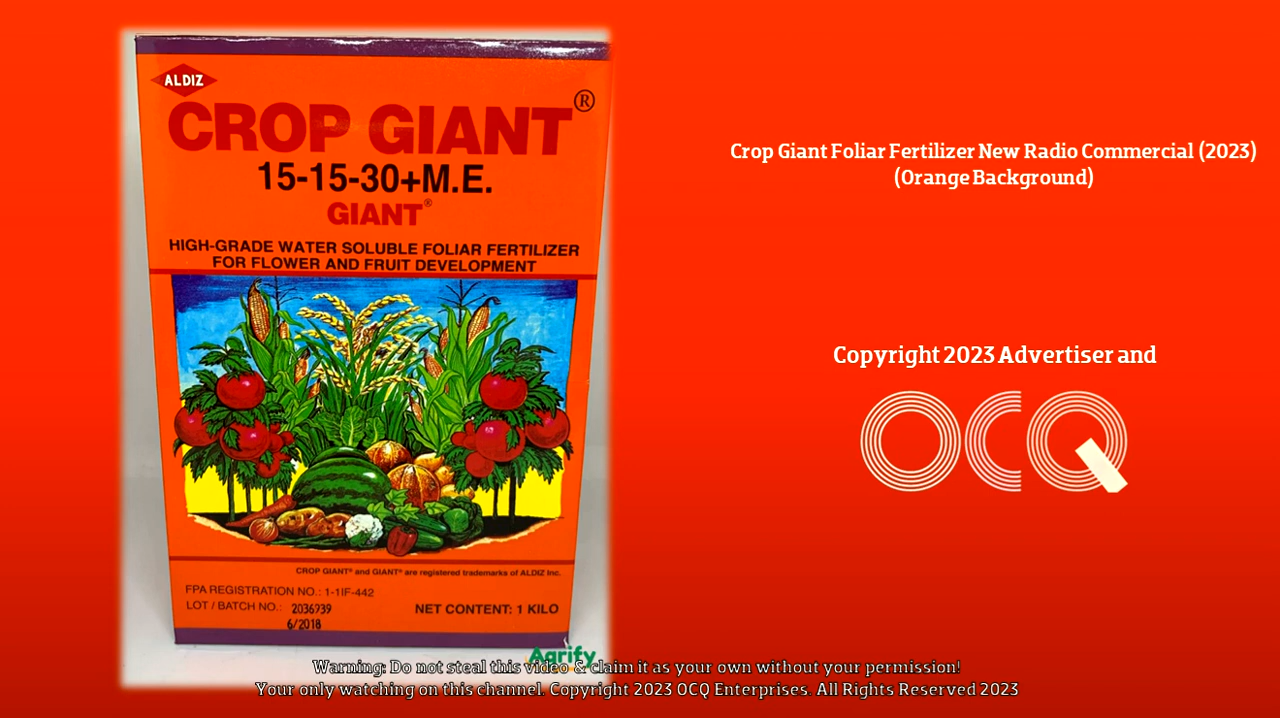 ALDIZ
CROP GIANT®
15-15-30+M.E.
GIANT®
HIGH-GRADE WATER SOLUBLE FOLIAR FERTILIZER
FOR FLOWER AND FRUIT DEVELOPMENT
CROP GIANT® and GIANT® are registered trademarks of ALDIZ Inc.
FPA REGISTRATION NO.: 1-1IF-442
LOT / BATCH NO.: 2036939
6/2018
NET CONTENT: 1 KILO
Agrify
Crop Giant Foliar Fertilizer New Radio Commercial (2023)
(Orange Background)
Copyright 2023 Advertiser and
OCQ
Warning: Do not steal this video & claim it as your own without your permission!
Your only watching on this channel. Copyright 2023 OCQ Enterprises. All Rights Reserved 2023